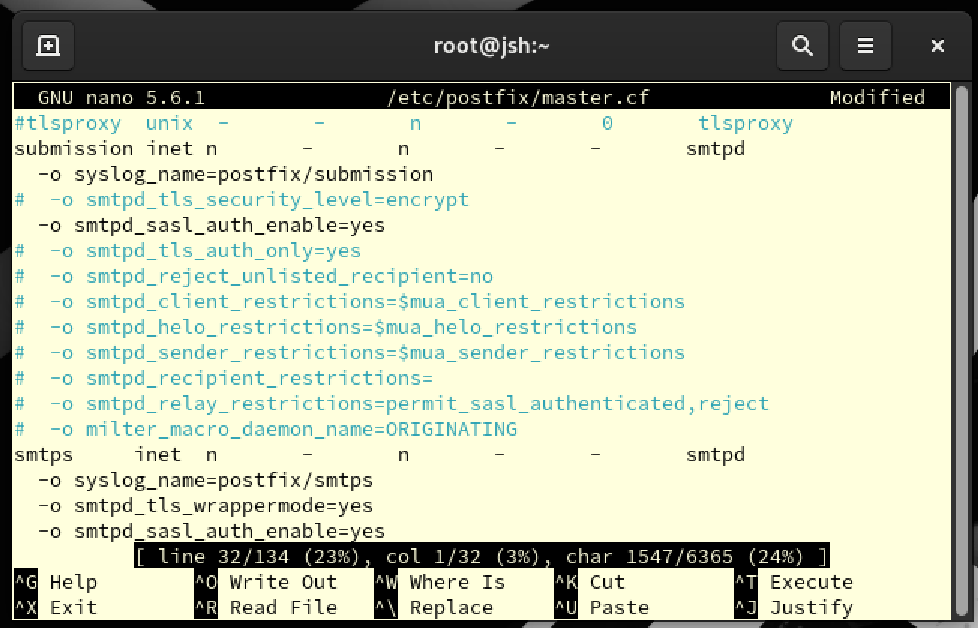 root@jsh:~
GNU nano 5.6.1 /etc/postfix/master.cf Modified
#tlsproxy unix - - n - 0 tlsproxy
submission inet n - n - - smtpd
-o syslog_name=postfix/submission
# -o smtpd_tls_security_level=encrypt
-o smtpd_sasl_auth_enable=yes
# -o smtpd_tls_auth_only=yes
# -o smtpd_reject_unlisted_recipient=no
# -o smtpd_client_restrictions=$mua_client_restrictions
# -o smtpd_helo_restrictions=$mua_helo_restrictions
# -o smtpd_sender_restrictions=$mua_sender_restrictions
# -o smtpd_recipient_restrictions=
# -o smtpd_relay_restrictions=permit_sasl_authenticated,reject
# -o milter_macro_daemon_name=ORIGINATING
smtps inet n - n - - smtpd
-o syslog_name=postfix/smtps
-o smtpd_tls_wrappermode=yes
-o smtpd_sasl_auth_enable=yes
[ line 32/134 (23%), col 1/32 (3%), char 1547/6365 (24%) ]
^G Help ^O Write Out ^W Where Is ^K Cut ^T Execute
^X Exit ^R Read File ^\ Replace ^U Paste ^J Justify